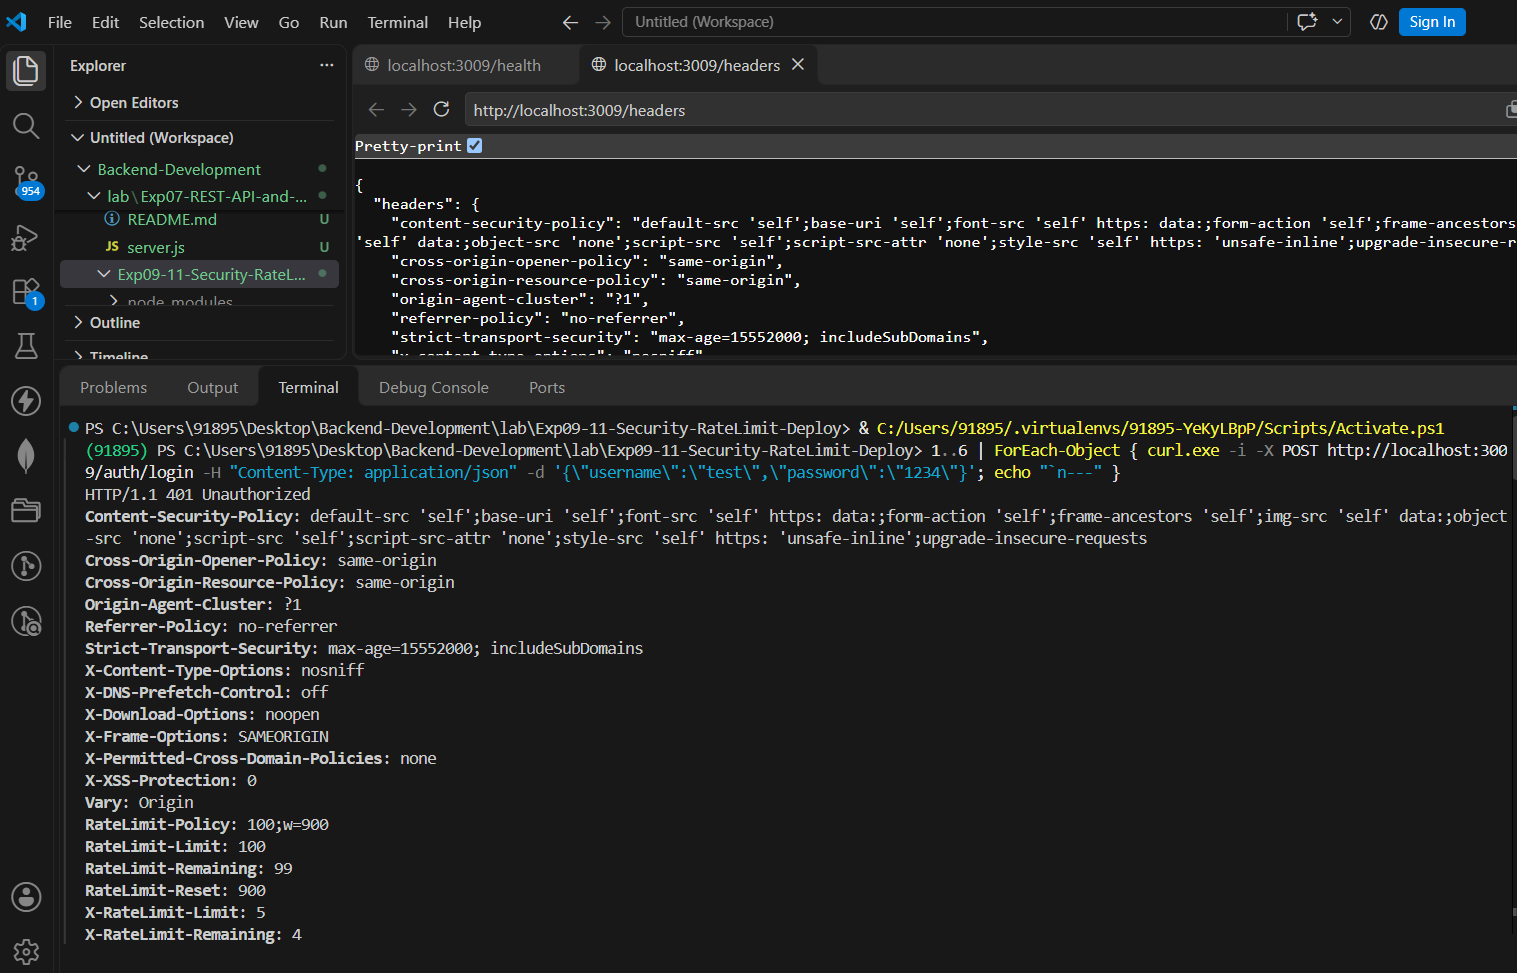 File Edit Selection View Go Run Terminal Help
Untitled (Workspace)
Sign In
Explorer
Open Editors
Untitled (Workspace)
Backend-Development
lab\Exp07-REST-API-and-...
README.md U
JS server.js U
Exp09-11-Security-RateL...
node_modules
Outline
Timeline
954
1
localhost:3009/health
localhost:3009/headers
http://localhost:3009/headers
Pretty-print
{
"headers": {
"content-security-policy": "default-src 'self';base-uri 'self';font-src 'self' https: data:;form-action 'self';frame-ancestors
'self' data:;object-src 'none';script-src 'self';script-src-attr 'none';style-src 'self' https: 'unsafe-inline';upgrade-insecure-r
"cross-origin-opener-policy": "same-origin",
"cross-origin-resource-policy": "same-origin",
"origin-agent-cluster": "?1",
"referrer-policy": "no-referrer",
"strict-transport-security": "max-age=15552000; includeSubDomains",
"x-content-type-options": "nosniff"
Problems Output Terminal Debug Console Ports
PS C:\Users\91895\Desktop\Backend-Development\lab\Exp09-11-Security-RateLimit-Deploy> & C:/Users/91895/.virtualenvs/91895-YeKyLBpP/Scripts/Activate.ps1
(91895) PS C:\Users\91895\Desktop\Backend-Development\lab\Exp09-11-Security-RateLimit-Deploy> 1..6 | ForEach-Object { curl.exe -i -X POST http://localhost:300
9/auth/login -H "Content-Type: application/json" -d '{\"username\":\"test\",\"password\":\"1234\"}'; echo "`n---" }
HTTP/1.1 401 Unauthorized
Content-Security-Policy: default-src 'self';base-uri 'self';font-src 'self' https: data:;form-action 'self';frame-ancestors 'self';img-src 'self' data:;object
-src 'none';script-src 'self';script-src-attr 'none';style-src 'self' https: 'unsafe-inline';upgrade-insecure-requests
Cross-Origin-Opener-Policy: same-origin
Cross-Origin-Resource-Policy: same-origin
Origin-Agent-Cluster: ?1
Referrer-Policy: no-referrer
Strict-Transport-Security: max-age=15552000; includeSubDomains
X-Content-Type-Options: nosniff
X-DNS-Prefetch-Control: off
X-Download-Options: noopen
X-Frame-Options: SAMEORIGIN
X-Permitted-Cross-Domain-Policies: none
X-XSS-Protection: 0
Vary: Origin
RateLimit-Policy: 100;w=900
RateLimit-Limit: 100
RateLimit-Remaining: 99
RateLimit-Reset: 900
X-RateLimit-Limit: 5
X-RateLimit-Remaining: 4